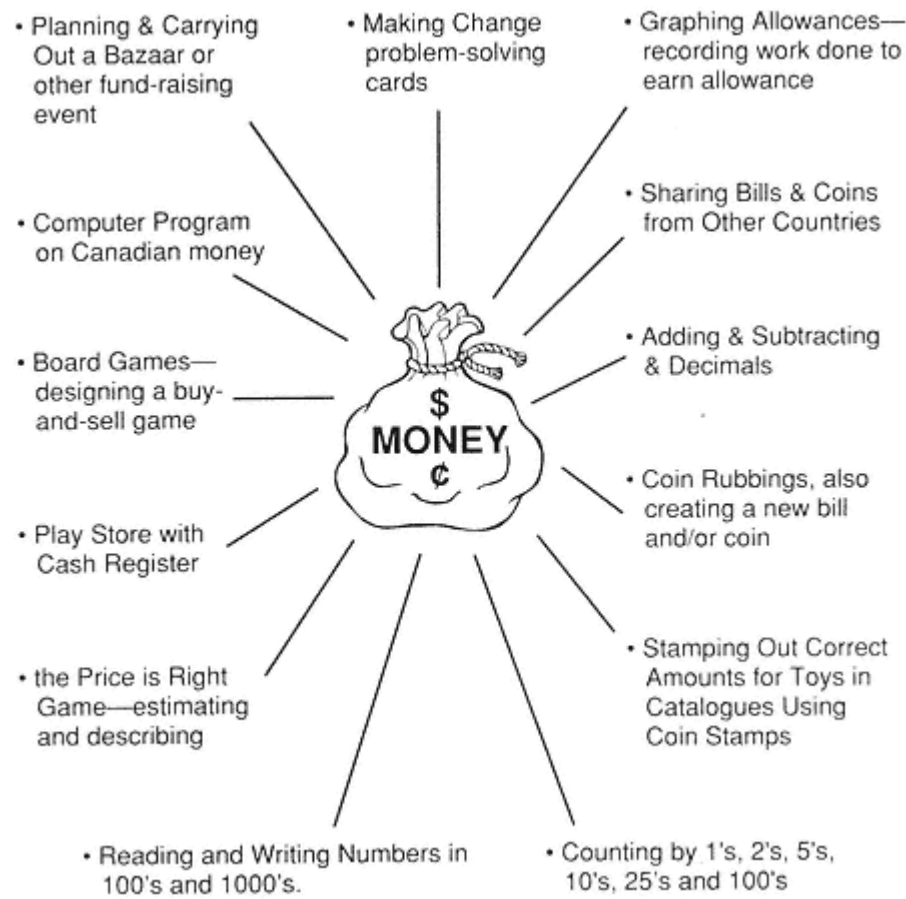 • Planning & Carrying
Out a Bazaar or
other fund-raising
event
• Making Change
problem-solving
cards
• Graphing Allowances—
recording work done to
earn allowance
• Computer Program
on Canadian money
• Sharing Bills & Coins
from Other Countries
• Board Games—
designing a buy-
and-sell game
$
MONEY
¢
• Adding & Subtracting
& Decimals
• Play Store with
Cash Register
• Coin Rubbings, also
creating a new bill
and/or coin
• the Price is Right
Game—estimating
and describing
• Stamping Out Correct
Amounts for Toys in
Catalogues Using
Coin Stamps
• Reading and Writing Numbers in
100's and 1000's.
• Counting by 1's, 2's, 5's,
10's, 25's and 100's